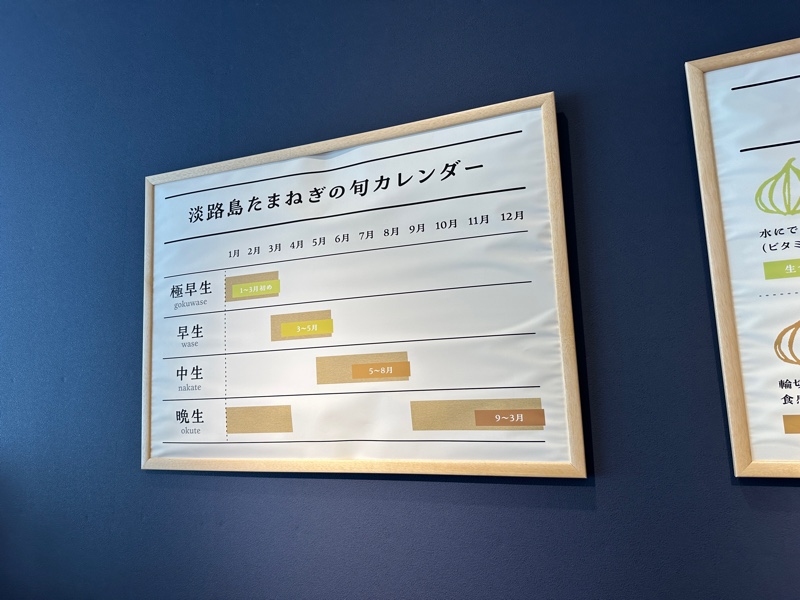 淡路島たまねぎの旬カレンダー
1月 2月 3月 4月 5月 6月 7月 8月 9月 10月 11月 12月
極早生
gokuwase
1〜3月初め
早生
wase
3〜5月
中生
nakate
5〜8月
晩生
okute
9〜3月
水にで
(ビタミ
生
輪切
食感